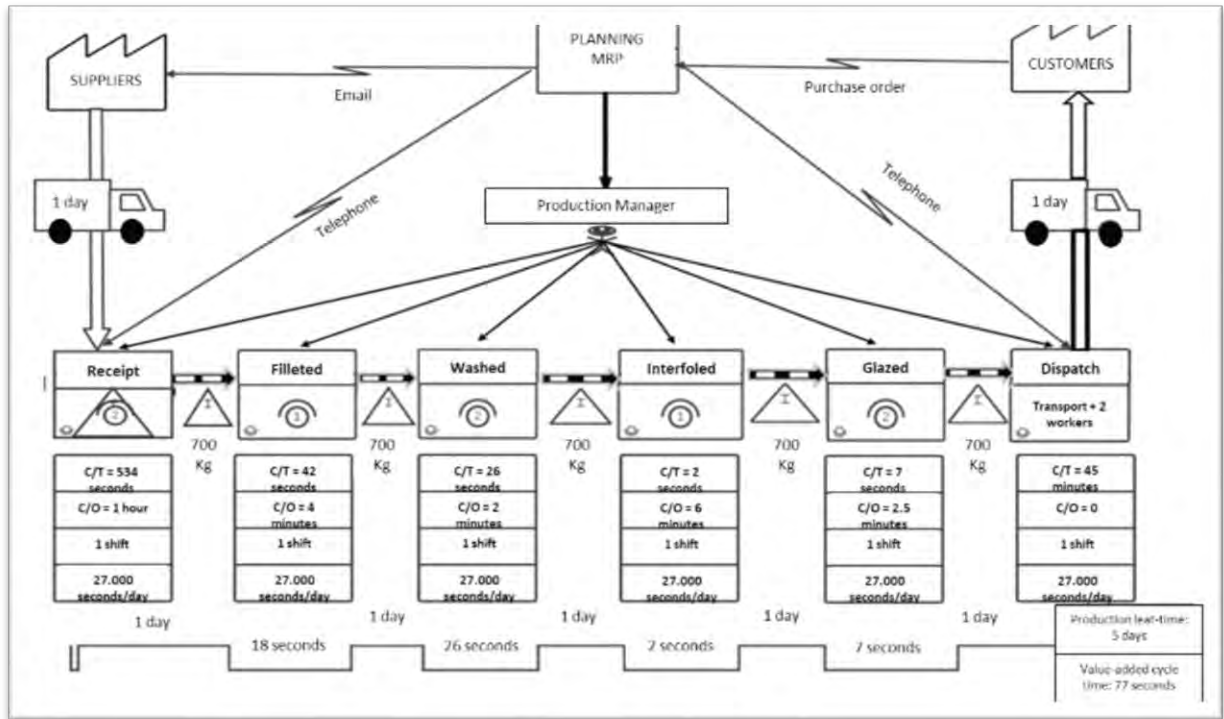 PLANNING
MRP
SUPPLIERS
CUSTOMERS
Email
Purchase order
1 day
Telephone
Telephone
1 day
Production Manager
Receipt
Filleted
Washed
Interfoled
Glazed
Dispatch
2
I
1
I
2
I
1
I
2
I
Transport + 2
workers
700
Kg
700
Kg
700
Kg
700
Kg
700
Kg
C/T = 534
seconds
C/O = 1 hour
1 shift
27.000
seconds/day
C/T = 42
seconds
C/O = 4
minutes
1 shift
27.000
seconds/day
C/T = 26
seconds
C/O = 2
minutes
1 shift
27.000
seconds/day
C/T = 2
seconds
C/O = 6
minutes
1 shift
27.000
seconds/day
C/T = 7
seconds
C/O = 2.5
minutes
1 shift
27.000
seconds/day
C/T = 45
minutes
C/O = 0
1 shift
27.000
seconds/day
1 day
18 seconds
1 day
26 seconds
1 day
2 seconds
1 day
7 seconds
1 day
Production leat-time:
5 days
Value-added cycle
time: 77 seconds